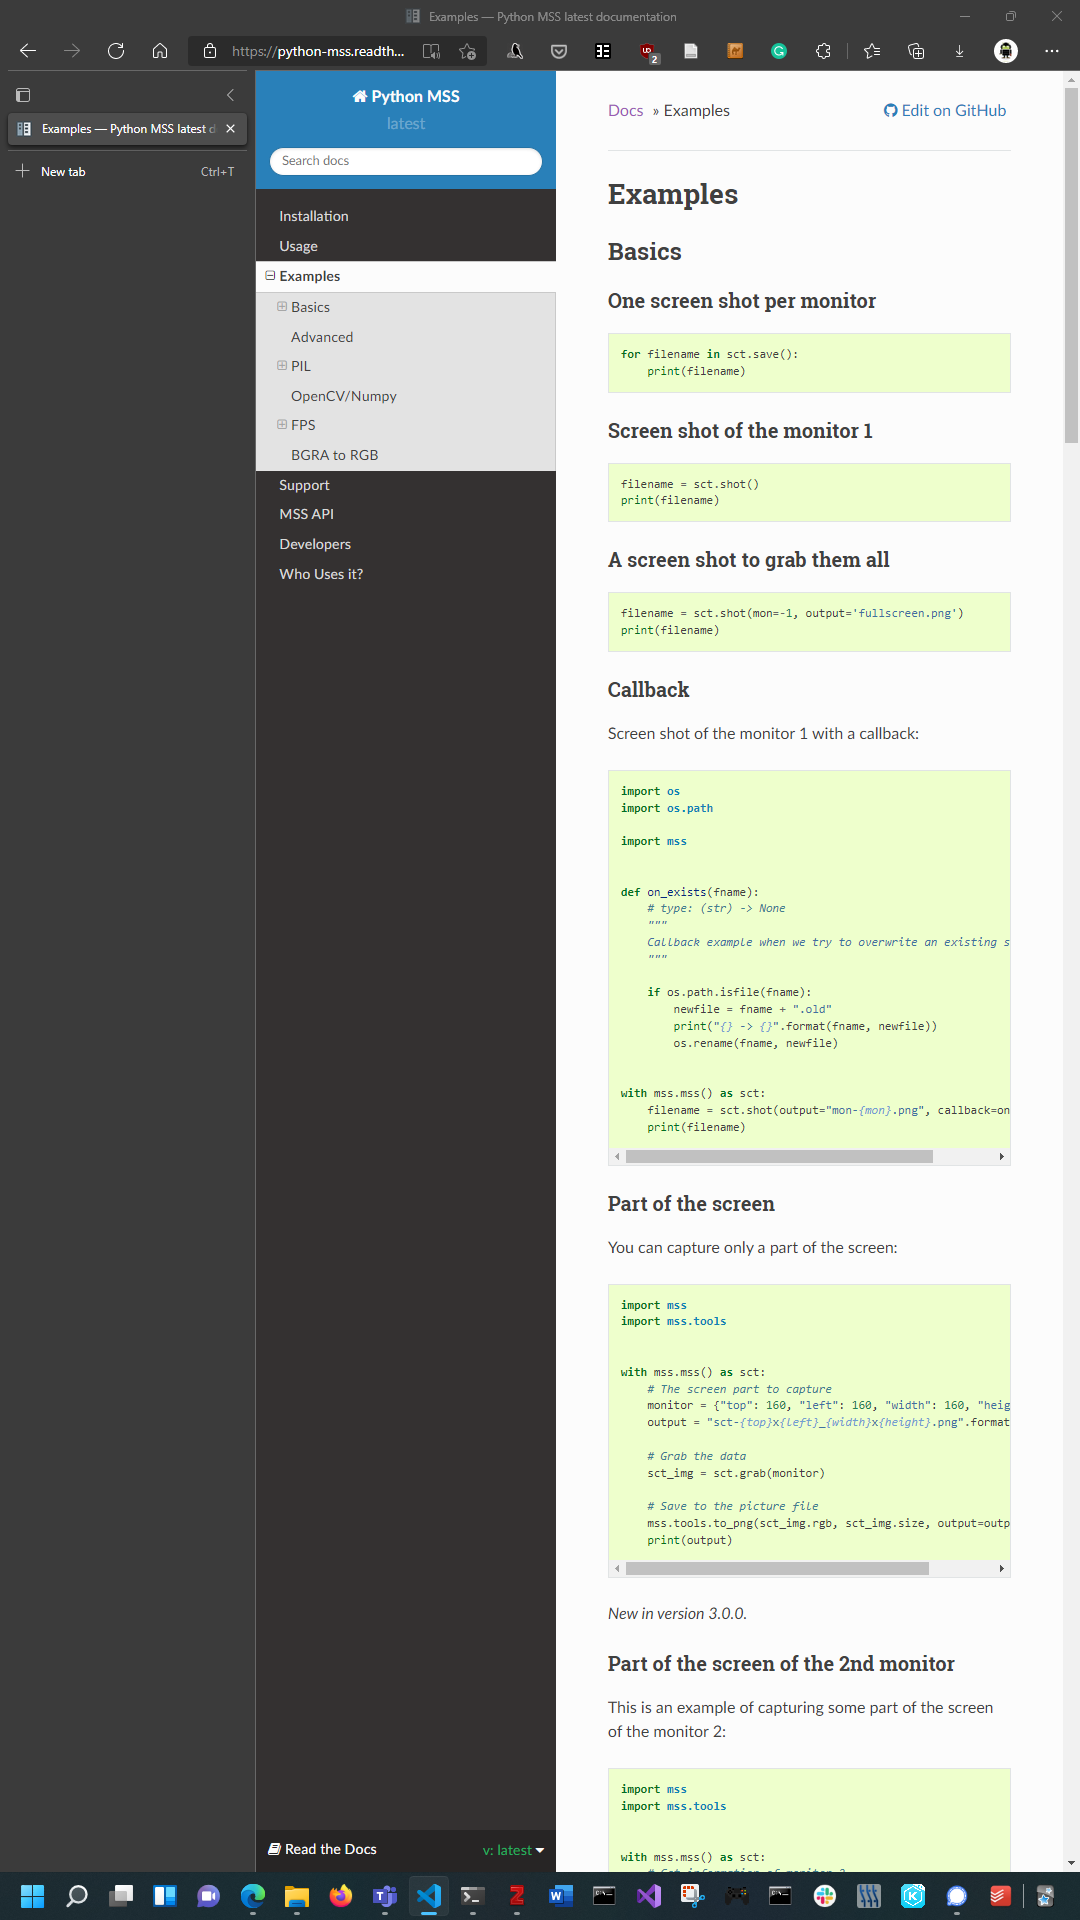 Examples — Python MSS latest documentation
https://python-mss.readth...
2
Examples — Python MSS latest d
New tab Ctrl+T
Python MSS
latest
Search docs
Installation
Usage
Examples
Basics
Advanced
PIL
OpenCV/Numpy
FPS
BGRA to RGB
Support
MSS API
Developers
Who Uses it?
Read the Docs v: latest
Docs » Examples Edit on GitHub
Examples
Basics
One screen shot per monitor
for filename in sct.save():
    print(filename)
Screen shot of the monitor 1
filename = sct.shot()
print(filename)
A screen shot to grab them all
filename = sct.shot(mon=-1, output='fullscreen.png')
print(filename)
Callback
Screen shot of the monitor 1 with a callback:
import os
import os.path
import mss
def on_exists(fname):
    # type: (str) -> None
    """
    Callback example when we try to overwrite an existing s
    """
    if os.path.isfile(fname):
        newfile = fname + ".old"
        print("{} -> {}".format(fname, newfile))
        os.rename(fname, newfile)
with mss.mss() as sct:
    filename = sct.shot(output="mon-{mon}.png", callback=on
    print(filename)
Part of the screen
You can capture only a part of the screen:
import mss
import mss.tools
with mss.mss() as sct:
    # The screen part to capture
    monitor = {"top": 160, "left": 160, "width": 160, "heig
    output = "sct-{top}x{left}_{width}x{height}.png".format
    # Grab the data
    sct_img = sct.grab(monitor)
    # Save to the picture file
    mss.tools.to_png(sct_img.rgb, sct_img.size, output=outp
    print(output)
New in version 3.0.0.
Part of the screen of the 2nd monitor
This is an example of capturing some part of the screen
of the monitor 2:
import mss
import mss.tools
with mss.mss() as sct:
    # Get information of monitor 2